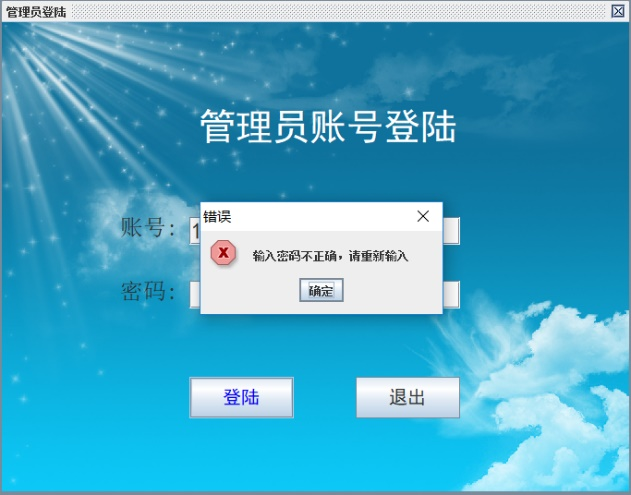 管理员登陆
管理员账号登陆
错误
账号: 1
输入密码不正确，请重新输入
密码:
确定
登陆
退出